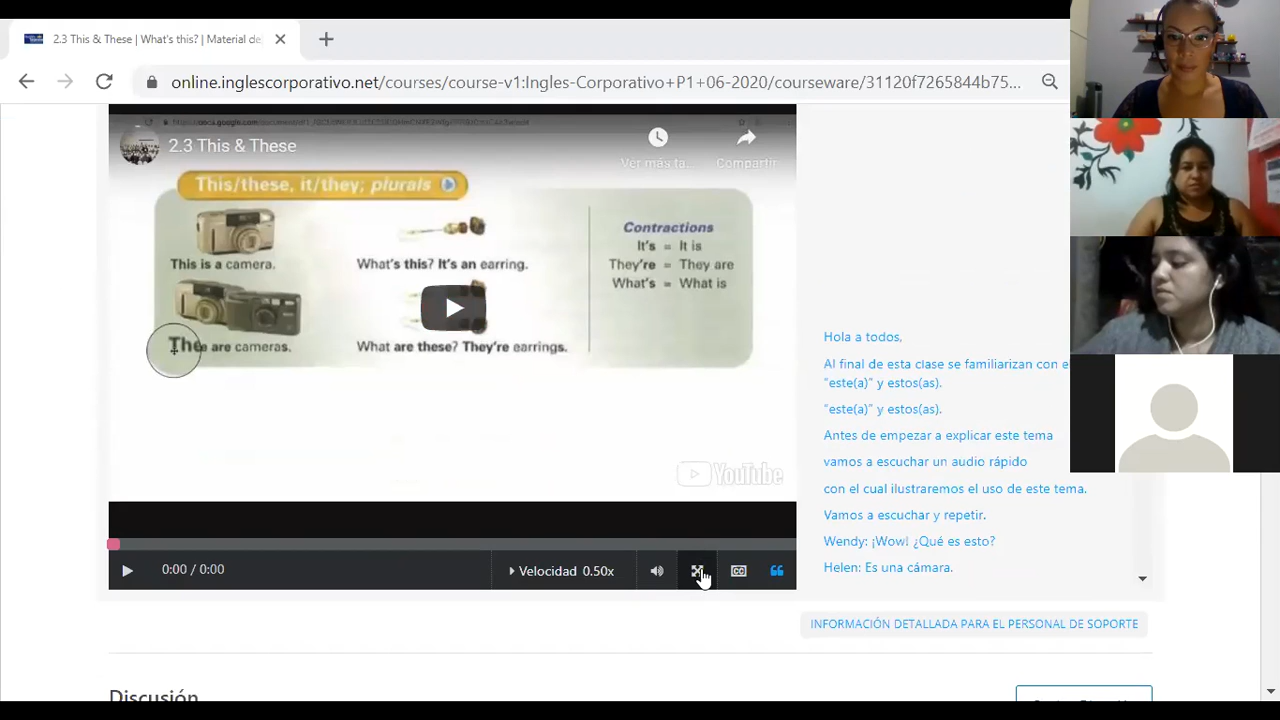 2.3 This & These | What's this? | Material de
online.inglescorporativo.net/courses/course-v1:Ingles-Corporativo+P1+06-2020/courseware/31120f7265844b75...
2.3 This & These
Ver más ta...
Compartir
This/these, it/they; plurals
This is a camera.
What's this? It's an earring.
These are cameras.
What are these? They're earrings.
Contractions
It's = It is
They're = They are
What's = What is
YouTube
0:00 / 0:00
Velocidad 0.50x
CC
Hola a todos,
Al final de esta clase se familiarizan con e
"este(a)" y estos(as).
"este(a)" y estos(as).
Antes de empezar a explicar este tema
vamos a escuchar un audio rápido
con el cual ilustraremos el uso de este tema.
Vamos a escuchar y repetir.
Wendy: ¡Wow! ¿Qué es esto?
Helen: Es una cámara.
INFORMACIÓN DETALLADA PARA EL PERSONAL DE SOPORTE
Discusión